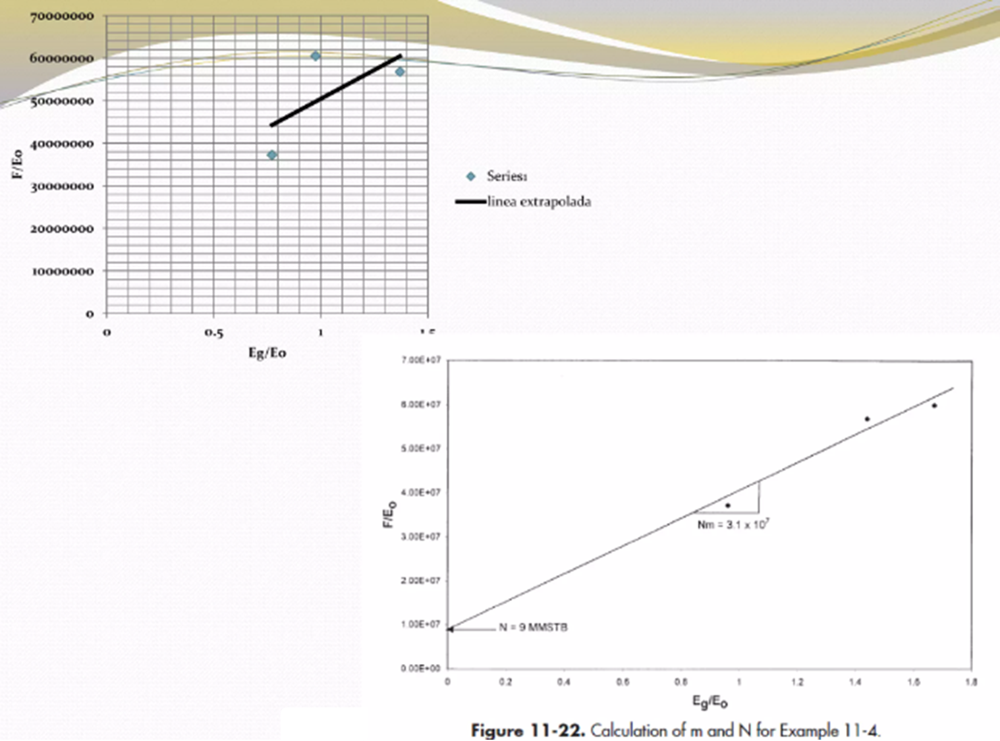 70000000
60000000
50000000
40000000
30000000
20000000
10000000
0
F/Eo
0 0.5 1 1.5
Eg/Eo
Series1
linea extrapolada
7.00E+07
6.00E+07
5.00E+07
4.00E+07
3.00E+07
2.00E+07
1.00E+07
0.00E+00
F/Eo
Nm = 3.1 x 10⁷
N = 9 MMSTB
0 0.2 0.4 0.6 0.8 1 1.2 1.4 1.6 1.8
Eg/Eo
Figure 11-22. Calculation of m and N for Example 11-4.